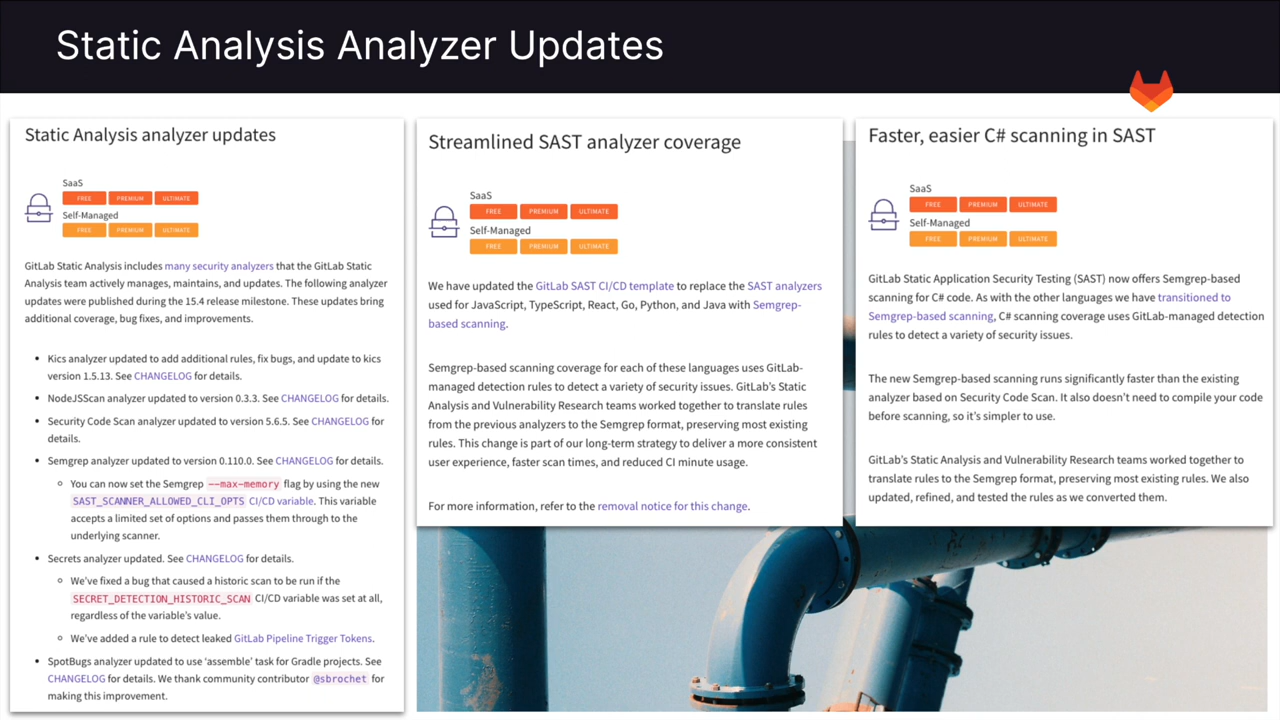 Static Analysis Analyzer Updates
Static Analysis analyzer updates
SaaS
FREE PREMIUM ULTIMATE
Self-Managed
FREE PREMIUM ULTIMATE
GitLab Static Analysis includes many security analyzers that the GitLab Static
Analysis team actively manages, maintains, and updates. The following analyzer
updates were published during the 15.4 release milestone. These updates bring
additional coverage, bug fixes, and improvements.
• Kics analyzer updated to add additional rules, fix bugs, and update to kics
version 1.5.13. See CHANGELOG for details.
• NodeJSScan analyzer updated to version 0.3.3. See CHANGELOG for details.
• Security Code Scan analyzer updated to version 5.6.5. See CHANGELOG for
details.
• Semgrep analyzer updated to version 0.110.0. See CHANGELOG for details.
◦ You can now set the Semgrep --max-memory flag by using the new
SAST_SCANNER_ALLOWED_CLI_OPTS CI/CD variable. This variable
accepts a limited set of options and passes them through to the
underlying scanner.
• Secrets analyzer updated. See CHANGELOG for details.
◦ We've fixed a bug that caused a historic scan to be run if the
SECRET_DETECTION_HISTORIC_SCAN CI/CD variable was set at all,
regardless of the variable's value.
◦ We've added a rule to detect leaked GitLab Pipeline Trigger Tokens.
• SpotBugs analyzer updated to use 'assemble' task for Gradle projects. See
CHANGELOG for details. We thank community contributor @sbrochet for
making this improvement.
Streamlined SAST analyzer coverage
SaaS
FREE PREMIUM ULTIMATE
Self-Managed
FREE PREMIUM ULTIMATE
We have updated the GitLab SAST CI/CD template to replace the SAST analyzers
used for JavaScript, TypeScript, React, Go, Python, and Java with Semgrep-
based scanning.
Semgrep-based scanning coverage for each of these languages uses GitLab-
managed detection rules to detect a variety of security issues. GitLab's Static
Analysis and Vulnerability Research teams worked together to translate rules
from the previous analyzers to the Semgrep format, preserving most existing
rules. This change is part of our long-term strategy to deliver a more consistent
user experience, faster scan times, and reduced CI minute usage.
For more information, refer to the removal notice for this change.
Faster, easier C# scanning in SAST
SaaS
FREE PREMIUM ULTIMATE
Self-Managed
FREE PREMIUM ULTIMATE
GitLab Static Application Security Testing (SAST) now offers Semgrep-based
scanning for C# code. As with the other languages we have transitioned to
Semgrep-based scanning, C# scanning coverage uses GitLab-managed detection
rules to detect a variety of security issues.
The new Semgrep-based scanning runs significantly faster than the existing
analyzer based on Security Code Scan. It also doesn't need to compile your code
before scanning, so it's simpler to use.
GitLab's Static Analysis and Vulnerability Research teams worked together to
translate rules to the Semgrep format, preserving most existing rules. We also
updated, refined, and tested the rules as we converted them.